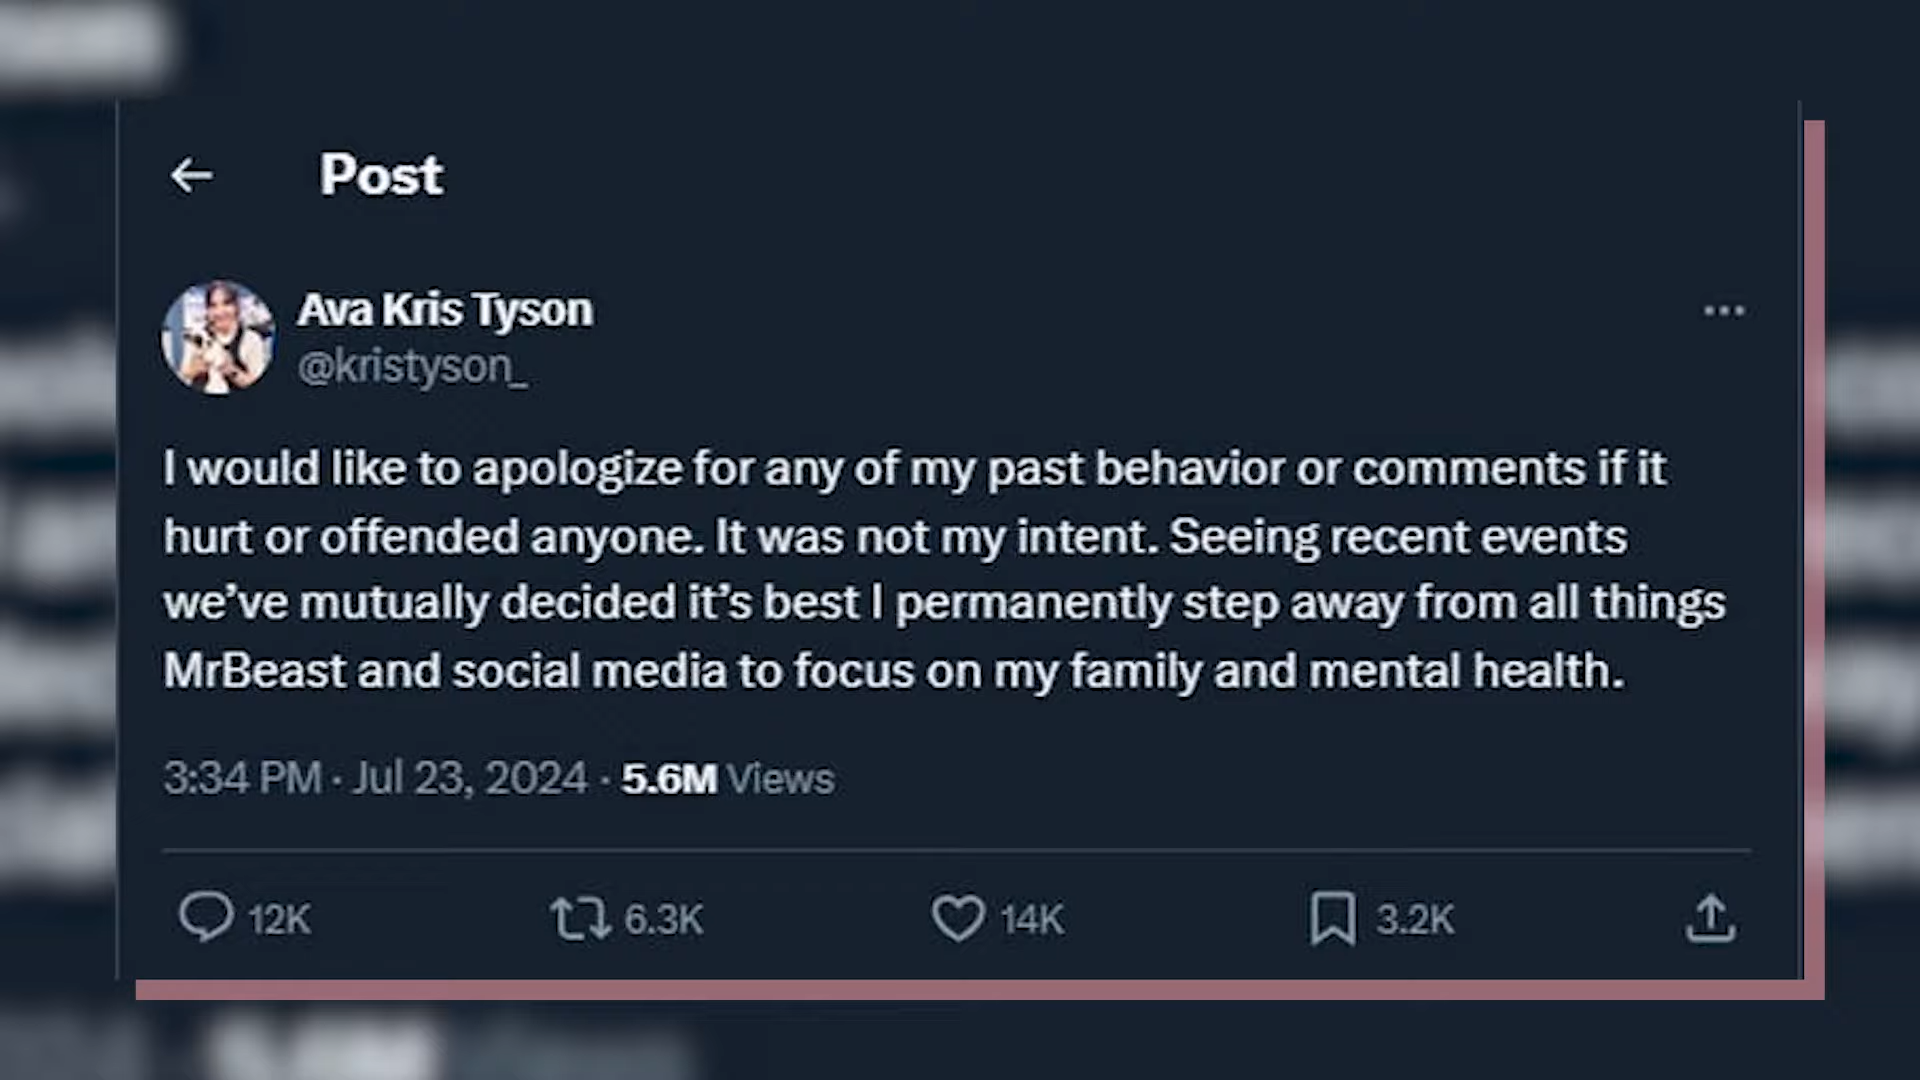 Post
Ava Kris Tyson
@kristyson_
I would like to apologize for any of my past behavior or comments if it
hurt or offended anyone. It was not my intent. Seeing recent events
we’ve mutually decided it’s best I permanently step away from all things
MrBeast and social media to focus on my family and mental health.
3:34 PM · Jul 23, 2024 · 5.6M Views
12K 6.3K 14K 3.2K